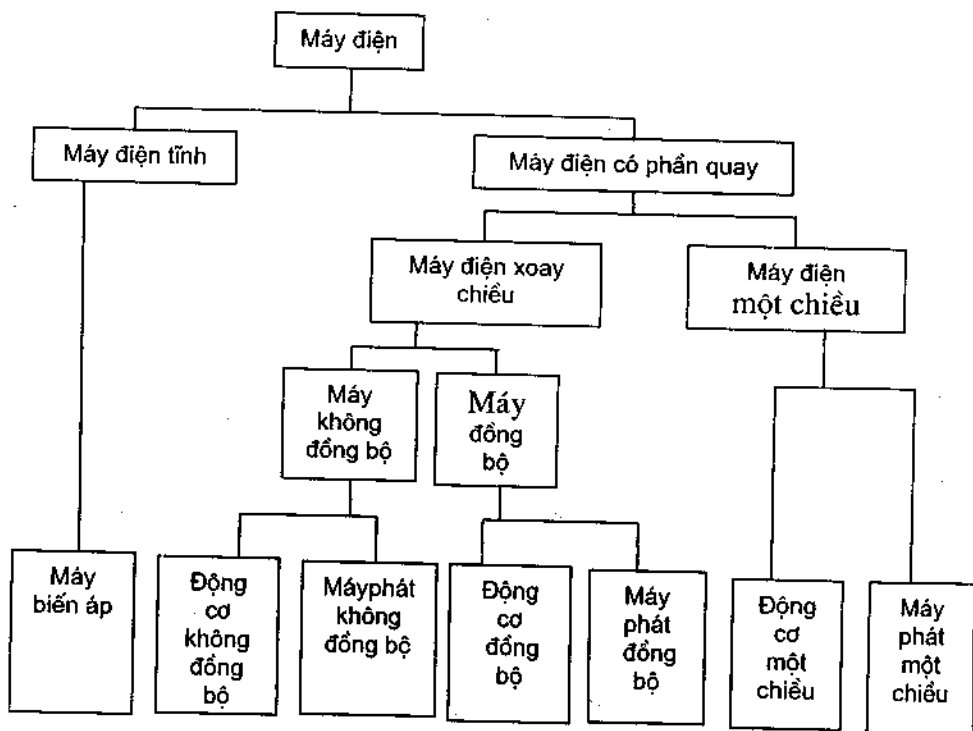 Máy điện
Máy điện tĩnh
Máy điện có phần quay
Máy điện xoay
chiều
Máy điện
một chiều
Máy
không
đồng bộ
Máy
đồng
bộ
Máy
biến áp
Động
cơ
không
đồng
bộ
Máyphát
không
đồng bộ
Động
cơ
đồng
bộ
Máy
phát
đồng
bộ
Động
cơ
một
chiều
Máy
phát
một
chiều